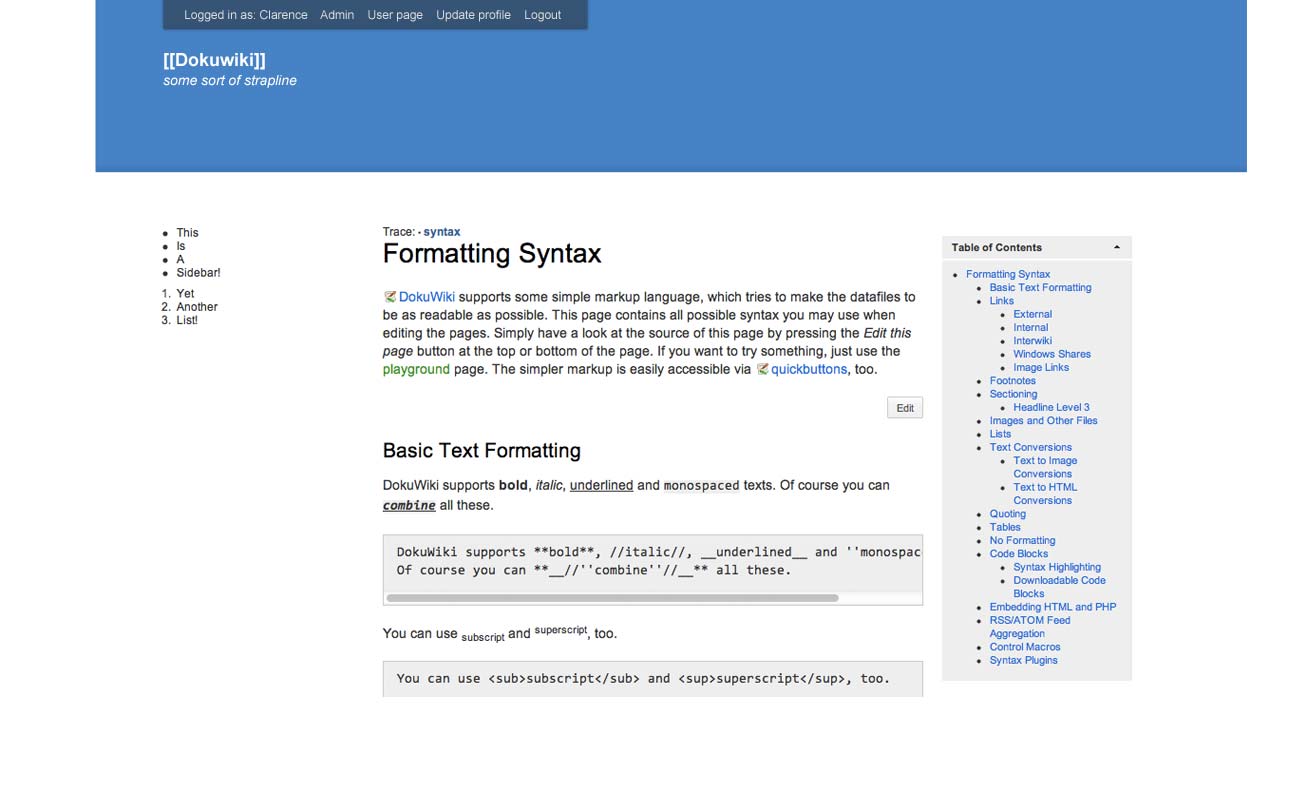 Logged in as: Clarence Admin User page Update profile Logout
[[Dokuwiki]]
some sort of strapline
This
Is
A
Sidebar!
1. Yet
2. Another
3. List!
Trace: • syntax
Formatting Syntax
DokuWiki supports some simple markup language, which tries to make the datafiles to
be as readable as possible. This page contains all possible syntax you may use when
editing the pages. Simply have a look at the source of this page by pressing the Edit this
page button at the top or bottom of the page. If you want to try something, just use the
playground page. The simpler markup is easily accessible via quickbuttons, too.
Edit
Basic Text Formatting
DokuWiki supports bold, italic, underlined and monospaced texts. Of course you can
combine all these.
DokuWiki supports **bold**, //italic//, __underlined__ and ''monospac
Of course you can **__//''combine''//__** all these.
You can use subscript and superscript, too.
You can use <sub>subscript</sub> and <sup>superscript</sup>, too.
Table of Contents
Formatting Syntax
Basic Text Formatting
Links
External
Internal
Interwiki
Windows Shares
Image Links
Footnotes
Sectioning
Headline Level 3
Images and Other Files
Lists
Text Conversions
Text to Image
Conversions
Text to HTML
Conversions
Quoting
Tables
No Formatting
Code Blocks
Syntax Highlighting
Downloadable Code
Blocks
Embedding HTML and PHP
RSS/ATOM Feed
Aggregation
Control Macros
Syntax Plugins